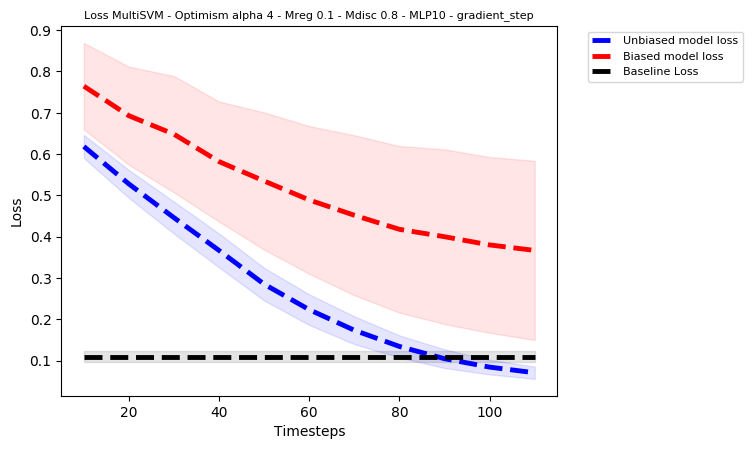 Loss MultiSVM - Optimism alpha 4 - Mreg 0.1 - Mdisc 0.8 - MLP10 - gradient_step
Unbiased model loss
Biased model loss
Baseline Loss
Loss
0.9
0.8
0.7
0.6
0.5
0.4
0.3
0.2
0.1
20 40 60 80 100
Timesteps